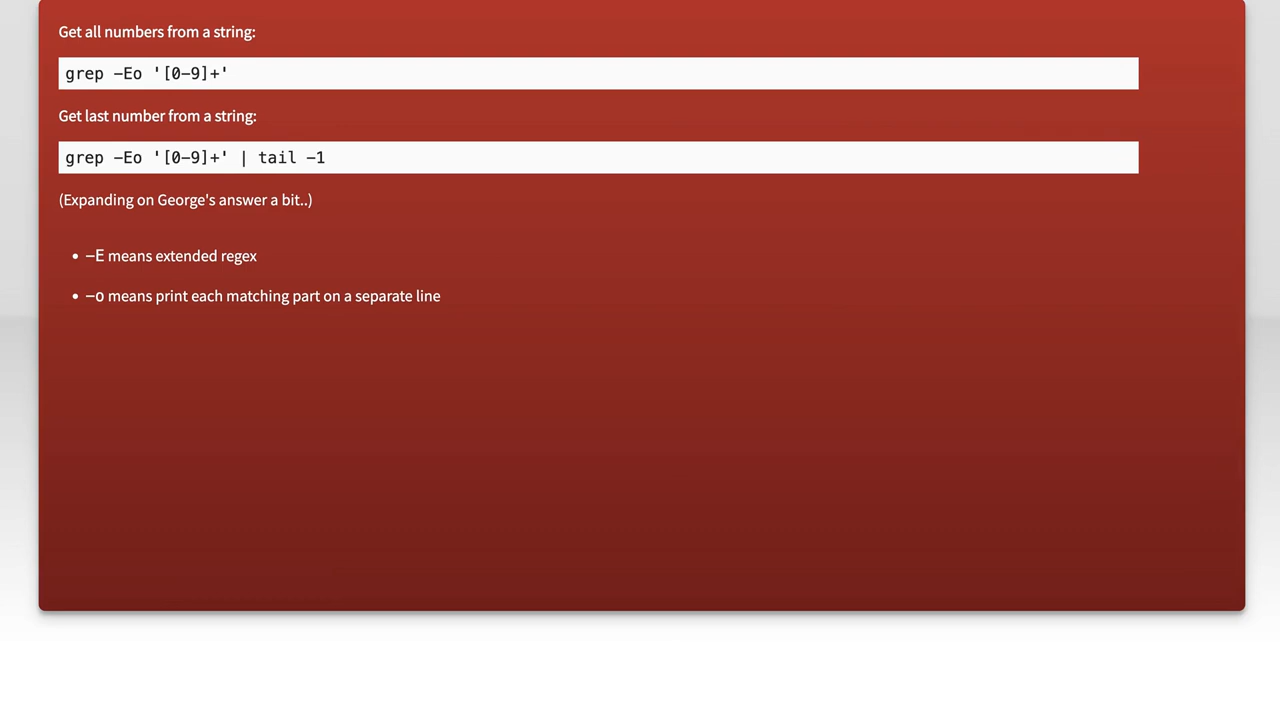 Get all numbers from a string:
grep -Eo '[0-9]+'
Get last number from a string:
grep -Eo '[0-9]+' | tail -1
(Expanding on George's answer a bit..)
• -E means extended regex
• -o means print each matching part on a separate line